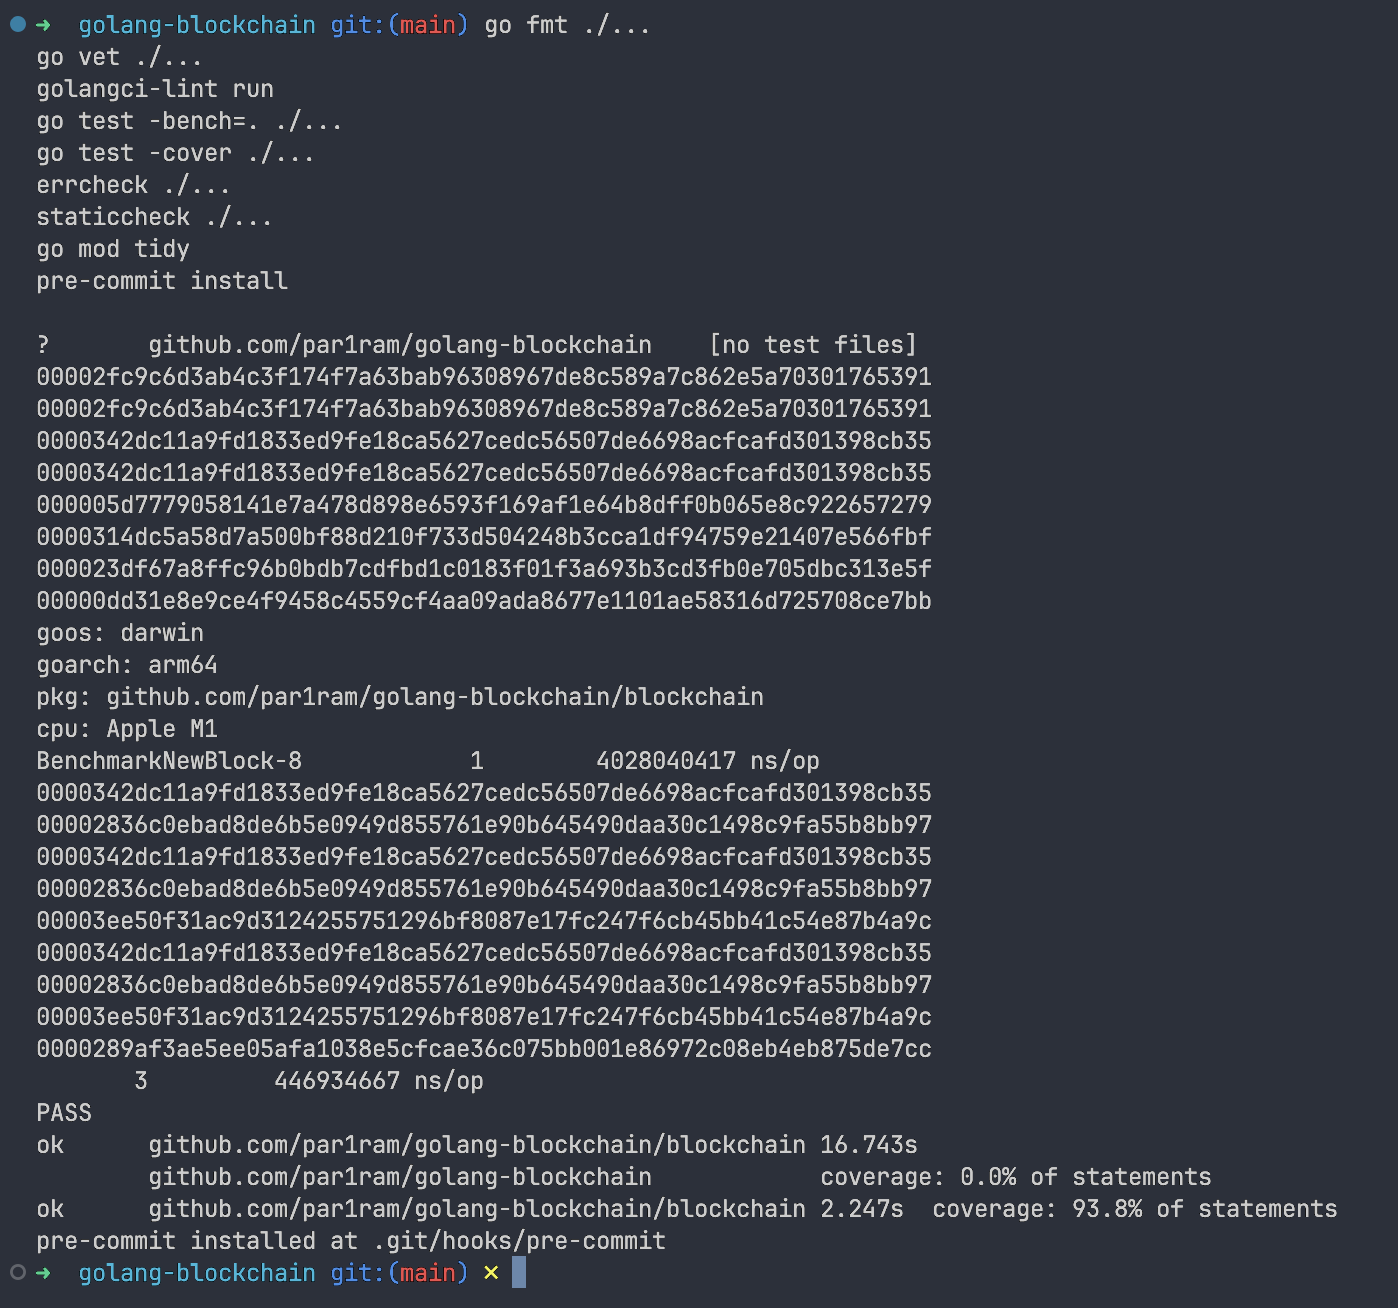 ➜  golang-blockchain git:(main) go fmt ./...
go vet ./...
golangci-lint run
go test -bench=. ./...
go test -cover ./...
errcheck ./...
staticcheck ./...
go mod tidy
pre-commit install

?       github.com/par1ram/golang-blockchain    [no test files]
00002fc9c6d3ab4c3f174f7a63bab96308967de8c589a7c862e5a70301765391
00002fc9c6d3ab4c3f174f7a63bab96308967de8c589a7c862e5a70301765391
0000342dc11a9fd1833ed9fe18ca5627cedc56507de6698acfcafd301398cb35
0000342dc11a9fd1833ed9fe18ca5627cedc56507de6698acfcafd301398cb35
000005d7779058141e7a478d898e6593f169af1e64b8dff0b065e8c922657279
0000314dc5a58d7a500bf88d210f733d504248b3cca1df94759e21407e566fbf
000023df67a8ffc96b0bdb7cdfbd1c0183f01f3a693b3cd3fb0e705dbc313e5f
00000dd31e8e9ce4f9458c4559cf4aa09ada8677e1101ae58316d725708ce7bb
goos: darwin
goarch: arm64
pkg: github.com/par1ram/golang-blockchain/blockchain
cpu: Apple M1
BenchmarkNewBlock-8            1        4028040417 ns/op
0000342dc11a9fd1833ed9fe18ca5627cedc56507de6698acfcafd301398cb35
00002836c0ebad8de6b5e0949d855761e90b645490daa30c1498c9fa55b8bb97
0000342dc11a9fd1833ed9fe18ca5627cedc56507de6698acfcafd301398cb35
00002836c0ebad8de6b5e0949d855761e90b645490daa30c1498c9fa55b8bb97
00003ee50f31ac9d3124255751296bf8087e17fc247f6cb45bb41c54e87b4a9c
0000342dc11a9fd1833ed9fe18ca5627cedc56507de6698acfcafd301398cb35
00002836c0ebad8de6b5e0949d855761e90b645490daa30c1498c9fa55b8bb97
00003ee50f31ac9d3124255751296bf8087e17fc247f6cb45bb41c54e87b4a9c
0000289af3ae5ee05afa1038e5cfcae36c075bb001e86972c08eb4eb875de7cc
       3         446934667 ns/op
PASS
ok      github.com/par1ram/golang-blockchain/blockchain 16.743s
        github.com/par1ram/golang-blockchain            coverage: 0.0% of statements
ok      github.com/par1ram/golang-blockchain/blockchain 2.247s  coverage: 93.8% of statements
pre-commit installed at .git/hooks/pre-commit
➜  golang-blockchain git:(main) ×